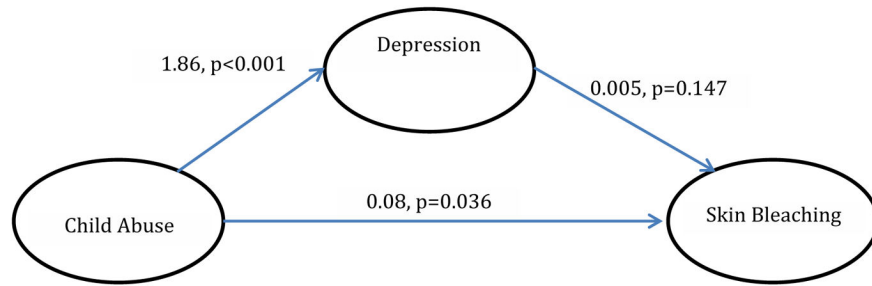 Depression
1.86, p<0.001
0.005, p=0.147
0.08, p=0.036
Child Abuse
Skin Bleaching